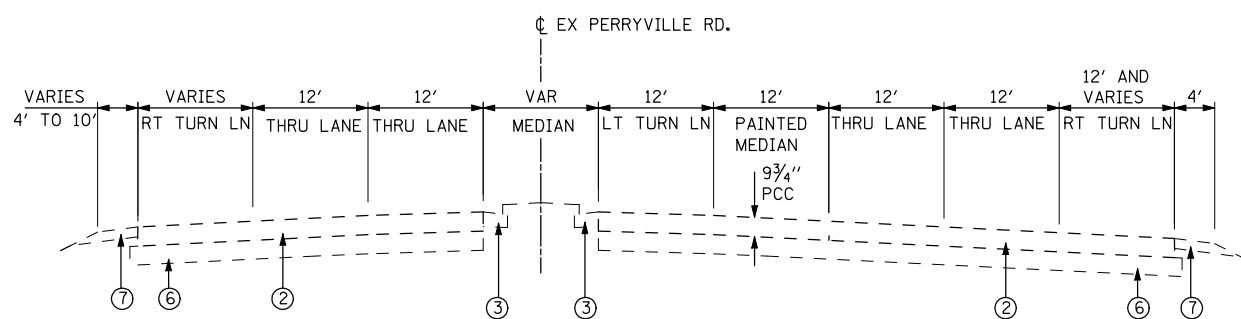 ℄ EX PERRYVILLE RD.
VARIES
4' TO 10'
VARIES
RT TURN LN
12'
THRU LANE
12'
THRU LANE
VAR
MEDIAN
12'
LT TURN LN
12'
PAINTED
MEDIAN
12'
THRU LANE
12'
THRU LANE
12' AND
VARIES
RT TURN LN
4'
9¾''
PCC
7
6
2
3
3
2
6
7